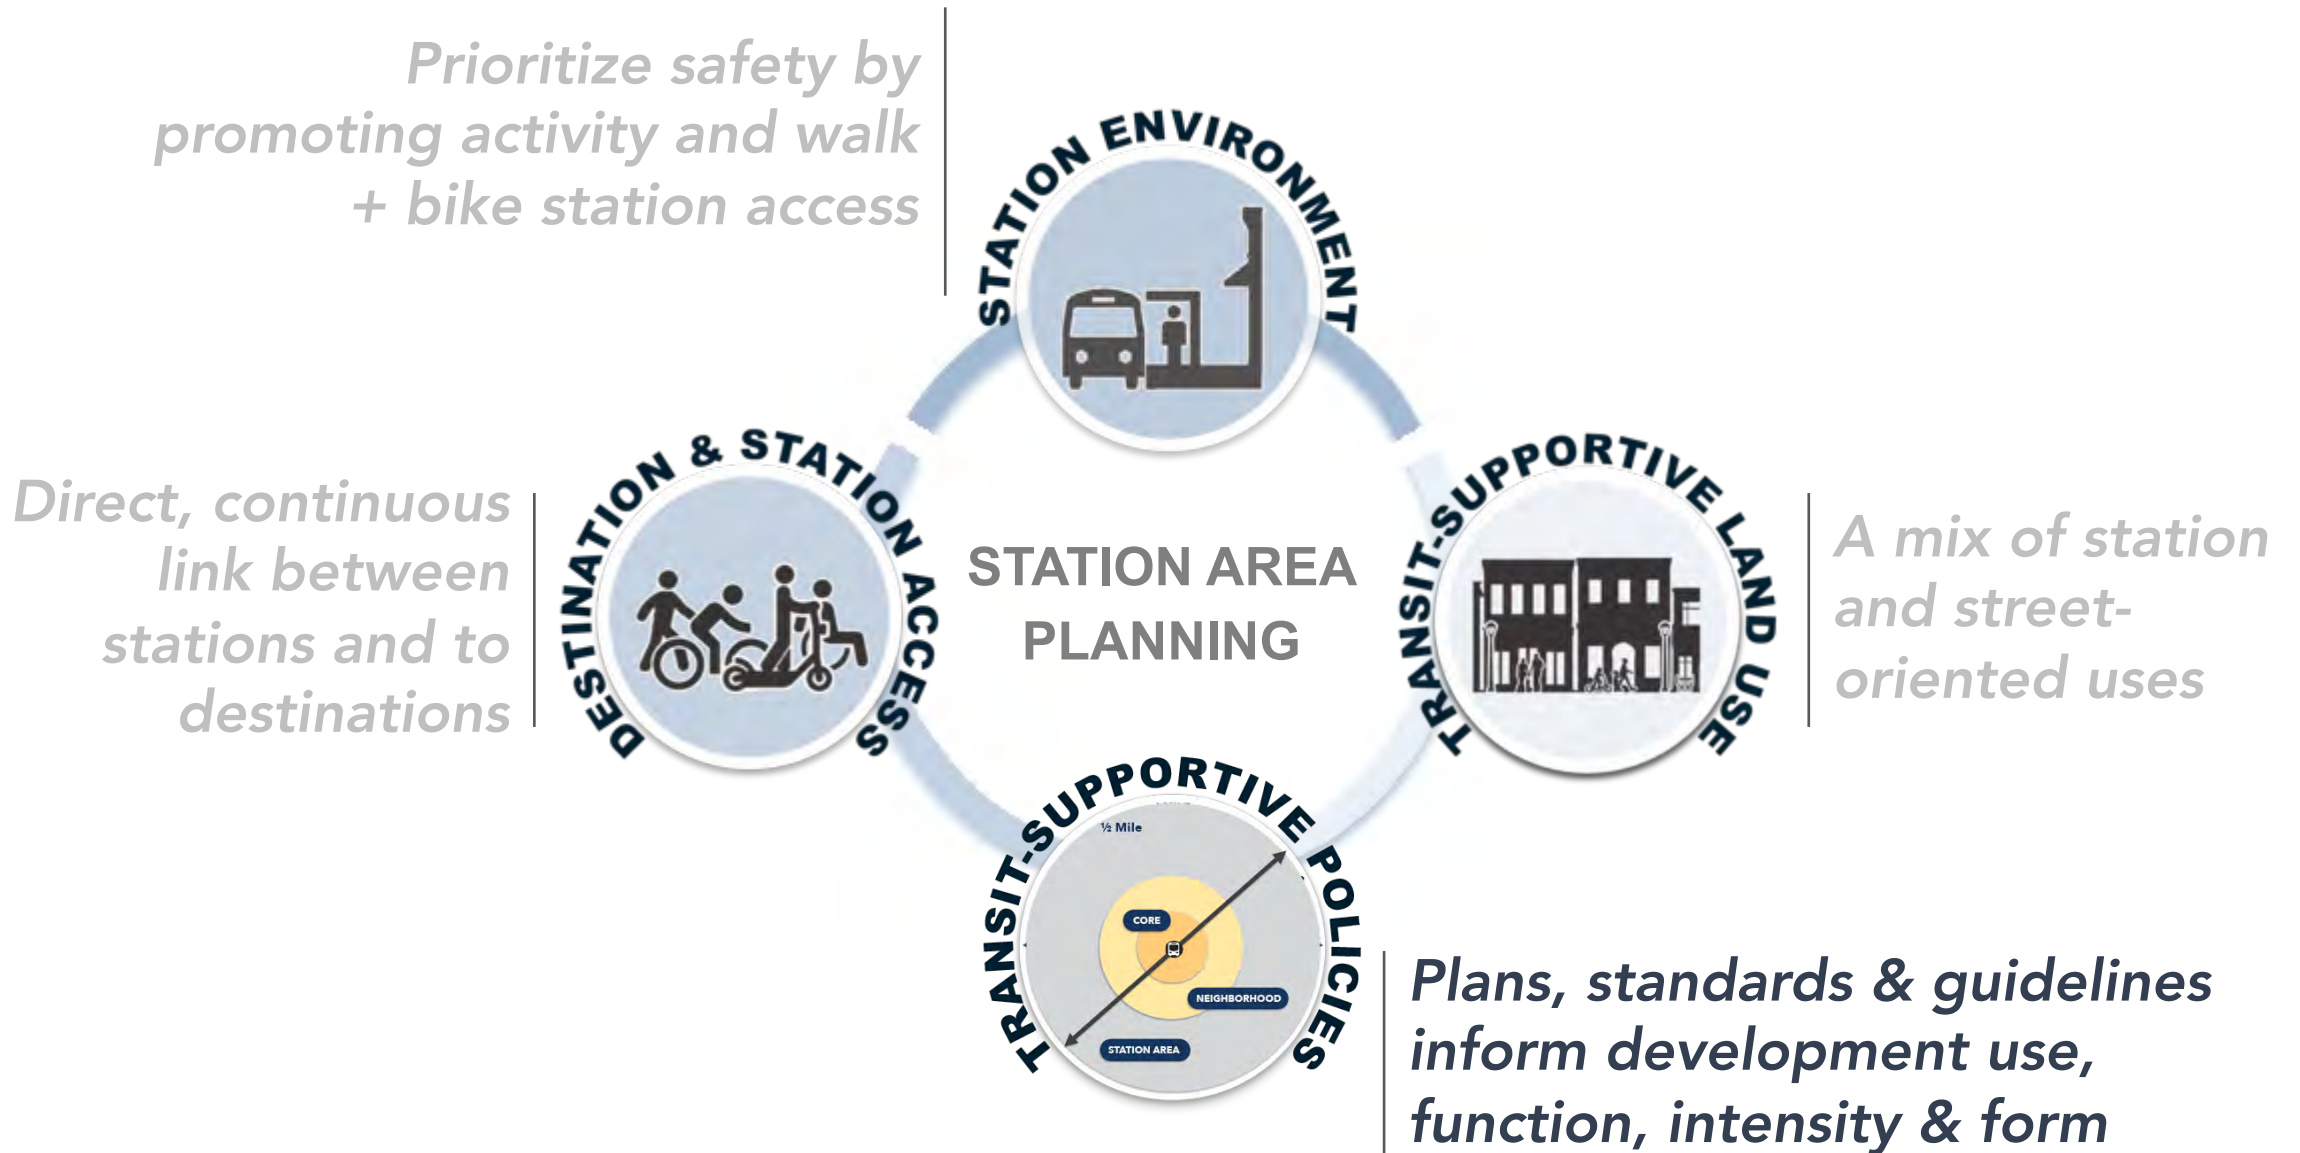 Prioritize safety by
promoting activity and walk
+ bike station access
STATION ENVIRONMENT
DESTINATION & STATION ACCESS
Direct, continuous
link between
stations and to
destinations
STATION AREA
PLANNING
TRANSIT-SUPPORTIVE LAND USE
A mix of station
and street-
oriented uses
TRANSIT-SUPPORTIVE POLICIES
½ Mile
CORE
NEIGHBORHOOD
STATION AREA
Plans, standards & guidelines
inform development use,
function, intensity & form